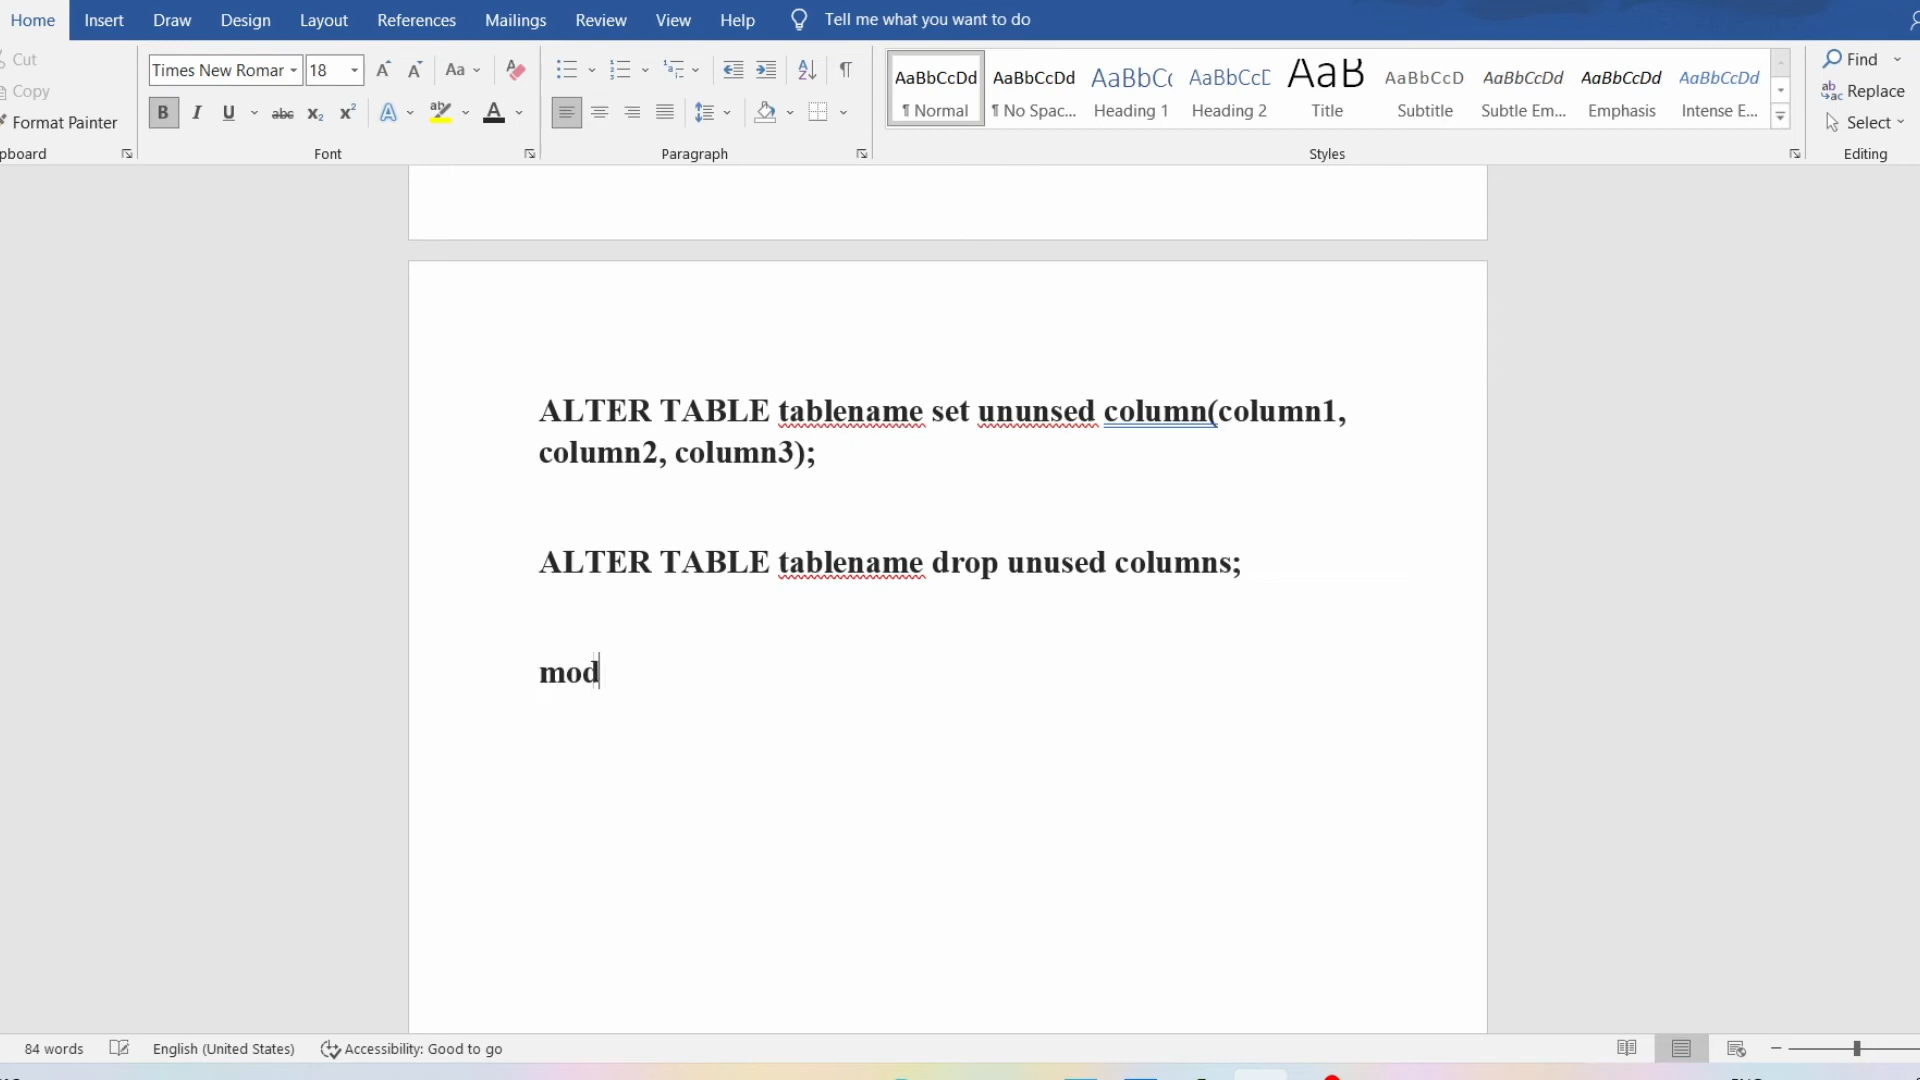 Home Insert Draw Design Layout References Mailings Review View Help Tell me what you want to do
Cut
Copy
Format Painter
pboard
Times New Romar 18
Font
Paragraph
AaBbCcDd AaBbCcDd AaBbCc AaBbCcD AaB AaBbCcD AaBbCcDd AaBbCcDd AaBbCcDd
¶ Normal ¶ No Spac... Heading 1 Heading 2 Title Subtitle Subtle Em... Emphasis Intense E...
Styles
Find
Replace
Select
Editing
ALTER TABLE tablename set ununsed column(column1,
column2, column3);
ALTER TABLE tablename drop unused columns;
mod
84 words English (United States) Accessibility: Good to go